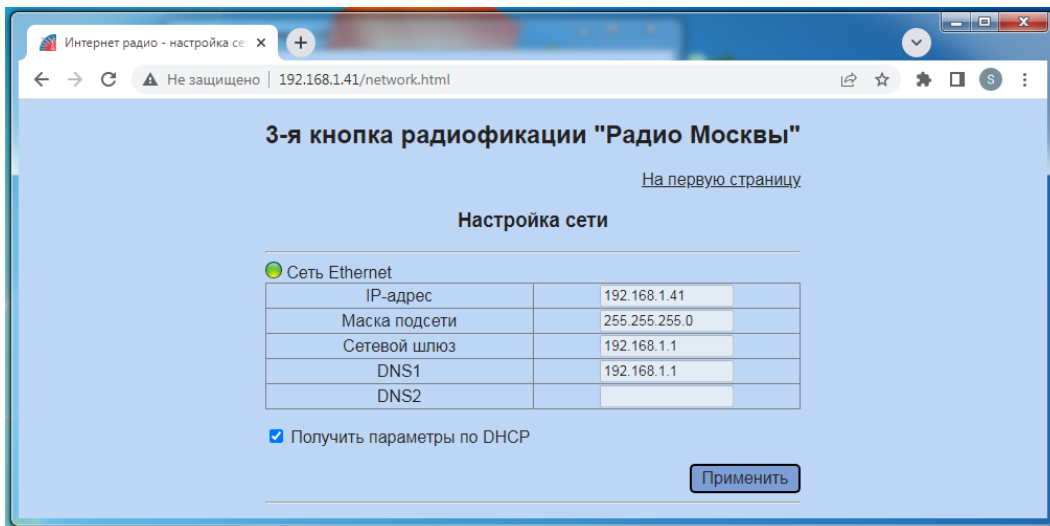 Интернет радио - настройка се
Не защищено 192.168.1.41/network.html
S
3-я кнопка радиофикации "Радио Москвы"
На первую страницу
Настройка сети
Сеть Ethernet
IP-адрес 192.168.1.41
Маска подсети 255.255.255.0
Сетевой шлюз 192.168.1.1
DNS1 192.168.1.1
DNS2
Получить параметры по DHCP
Применить